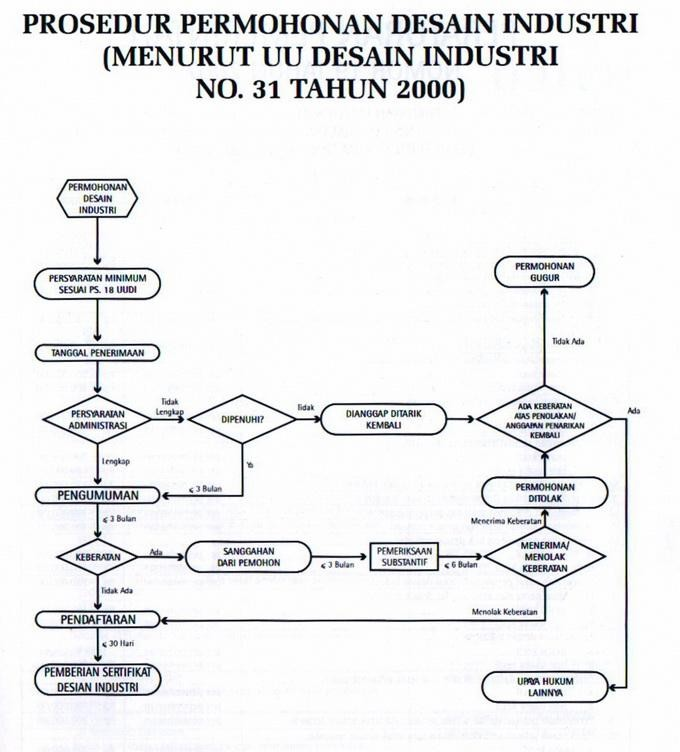 PROSEDUR PERMOHONAN DESAIN INDUSTRI
(MENURUT UU DESAIN INDUSTRI
NO. 31 TAHUN 2000)
PERMOHONAN
DESAIN
INDUSTRI
PERSYARATAN MINIMUM
SESUAI PS. 18 UUDI
PERMOHONAN
GUGUR
Tidak Ada
TANGGAL PENERIMAAN
PERSYARATAN
ADMINISTRASI
Tidak
Lengkap
DIPENUHI?
Tidak
DIANGGAP DITARIK
KEMBALI
ADA KEBERATAN
ATAS PENOLAKAN/
ANGGAPAN PENARIKAN
KEMBALI
Ada
Lengkap
Ya
≤ 3 Bulan
PENGUMUMAN
PERMOHONAN
DITOLAK
≤ 3 Bulan
Menerima Keberatan
KEBERATAN
Ada
SANGGAHAN
DARI PEMOHON
≤ 3 Bulan
PEMERIKSAAN
SUBSTANTIF
≤ 6 Bulan
MENERIMA/
MENOLAK
KEBERATAN
Tidak Ada
Menolak Keberatan
PENDAFTARAN
≤ 30 Hari
PEMBERIAN SERTIFIKAT
DESIAN INDUSTRI
UPAYA HUKUM
LAINNYA